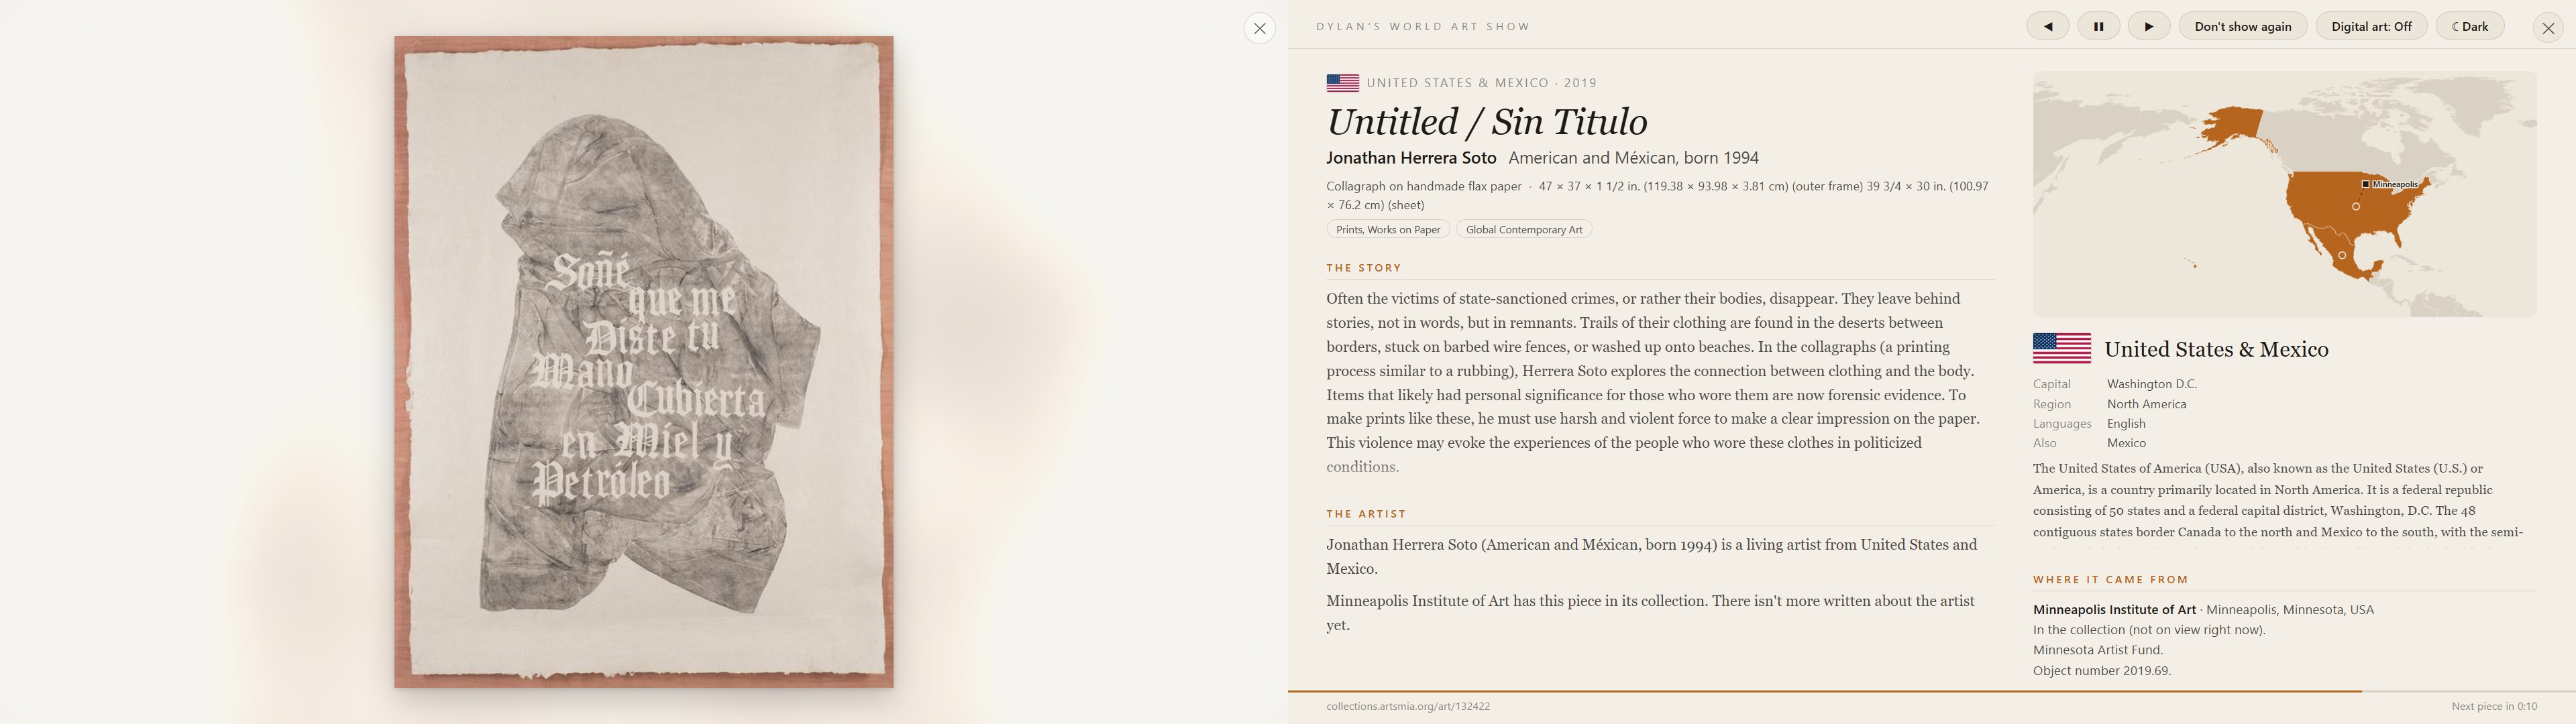 Soñé
que me
Diste tu
Mano
Cubierta
en Miel y
Petróleo
DYLAN'S WORLD ART SHOW
Don't show again
Digital art: Off
☾ Dark
UNITED STATES & MEXICO · 2019
Untitled / Sin Titulo
Jonathan Herrera Soto American and Méxican, born 1994
Collagraph on handmade flax paper · 47 × 37 × 1 1/2 in. (119.38 × 93.98 × 3.81 cm) (outer frame) 39 3/4 × 30 in. (100.97
× 76.2 cm) (sheet)
Prints, Works on Paper
Global Contemporary Art
THE STORY
Often the victims of state-sanctioned crimes, or rather their bodies, disappear. They leave behind
stories, not in words, but in remnants. Trails of their clothing are found in the deserts between
borders, stuck on barbed wire fences, or washed up onto beaches. In the collagraphs (a printing
process similar to a rubbing), Herrera Soto explores the connection between clothing and the body.
Items that likely had personal significance for those who wore them are now forensic evidence. To
make prints like these, he must use harsh and violent force to make a clear impression on the paper.
This violence may evoke the experiences of the people who wore these clothes in politicized
conditions.
THE ARTIST
Jonathan Herrera Soto (American and Méxican, born 1994) is a living artist from United States and
Mexico.
Minneapolis Institute of Art has this piece in its collection. There isn't more written about the artist
yet.
Minneapolis
United States & Mexico
Capital Washington D.C.
Region North America
Languages English
Also Mexico
The United States of America (USA), also known as the United States (U.S.) or
America, is a country primarily located in North America. It is a federal republic
consisting of 50 states and a federal capital district, Washington, D.C. The 48
contiguous states border Canada to the north and Mexico to the south, with the semi-
WHERE IT CAME FROM
Minneapolis Institute of Art · Minneapolis, Minnesota, USA
In the collection (not on view right now).
Minnesota Artist Fund.
Object number 2019.69.
collections.artsmia.org/art/132422
Next piece in 0:10